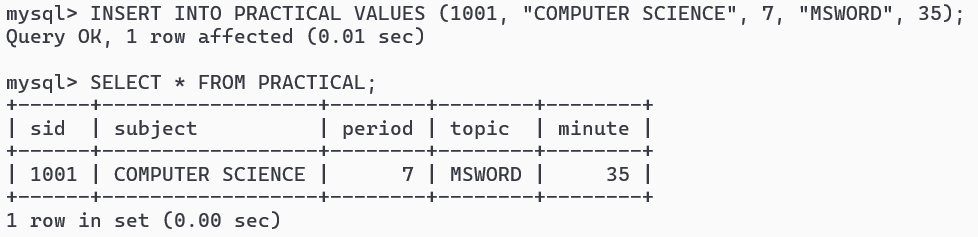 mysql> INSERT INTO PRACTICAL VALUES (1001, "COMPUTER SCIENCE", 7, "MSWORD", 35);
Query OK, 1 row affected (0.01 sec)

mysql> SELECT * FROM PRACTICAL;
+------+------------------+--------+--------+--------+
| sid  | subject          | period | topic  | minute |
+------+------------------+--------+--------+--------+
| 1001 | COMPUTER SCIENCE |      7 | MSWORD |     35 |
+------+------------------+--------+--------+--------+
1 row in set (0.00 sec)